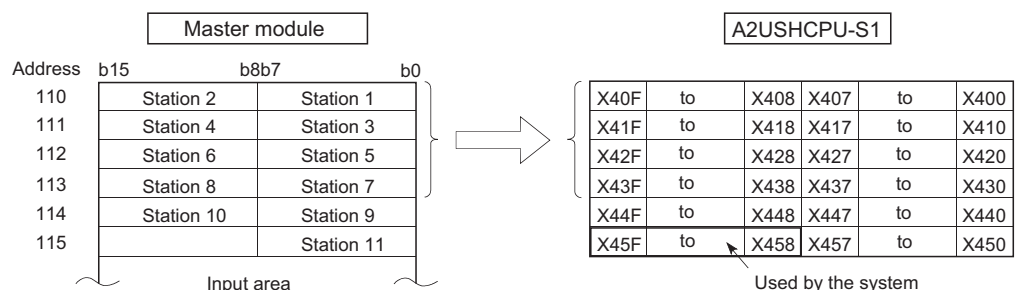 Master module
A2USHCPU-S1
Address b15 b8b7 b0
110 Station 2 Station 1 X40F to X408 X407 to X400
111 Station 4 Station 3 X41F to X418 X417 to X410
112 Station 6 Station 5 X42F to X428 X427 to X420
113 Station 8 Station 7 X43F to X438 X437 to X430
114 Station 10 Station 9 X44F to X448 X447 to X440
115 Station 11 X45F to X458 X457 to X450
Input area
Used by the system